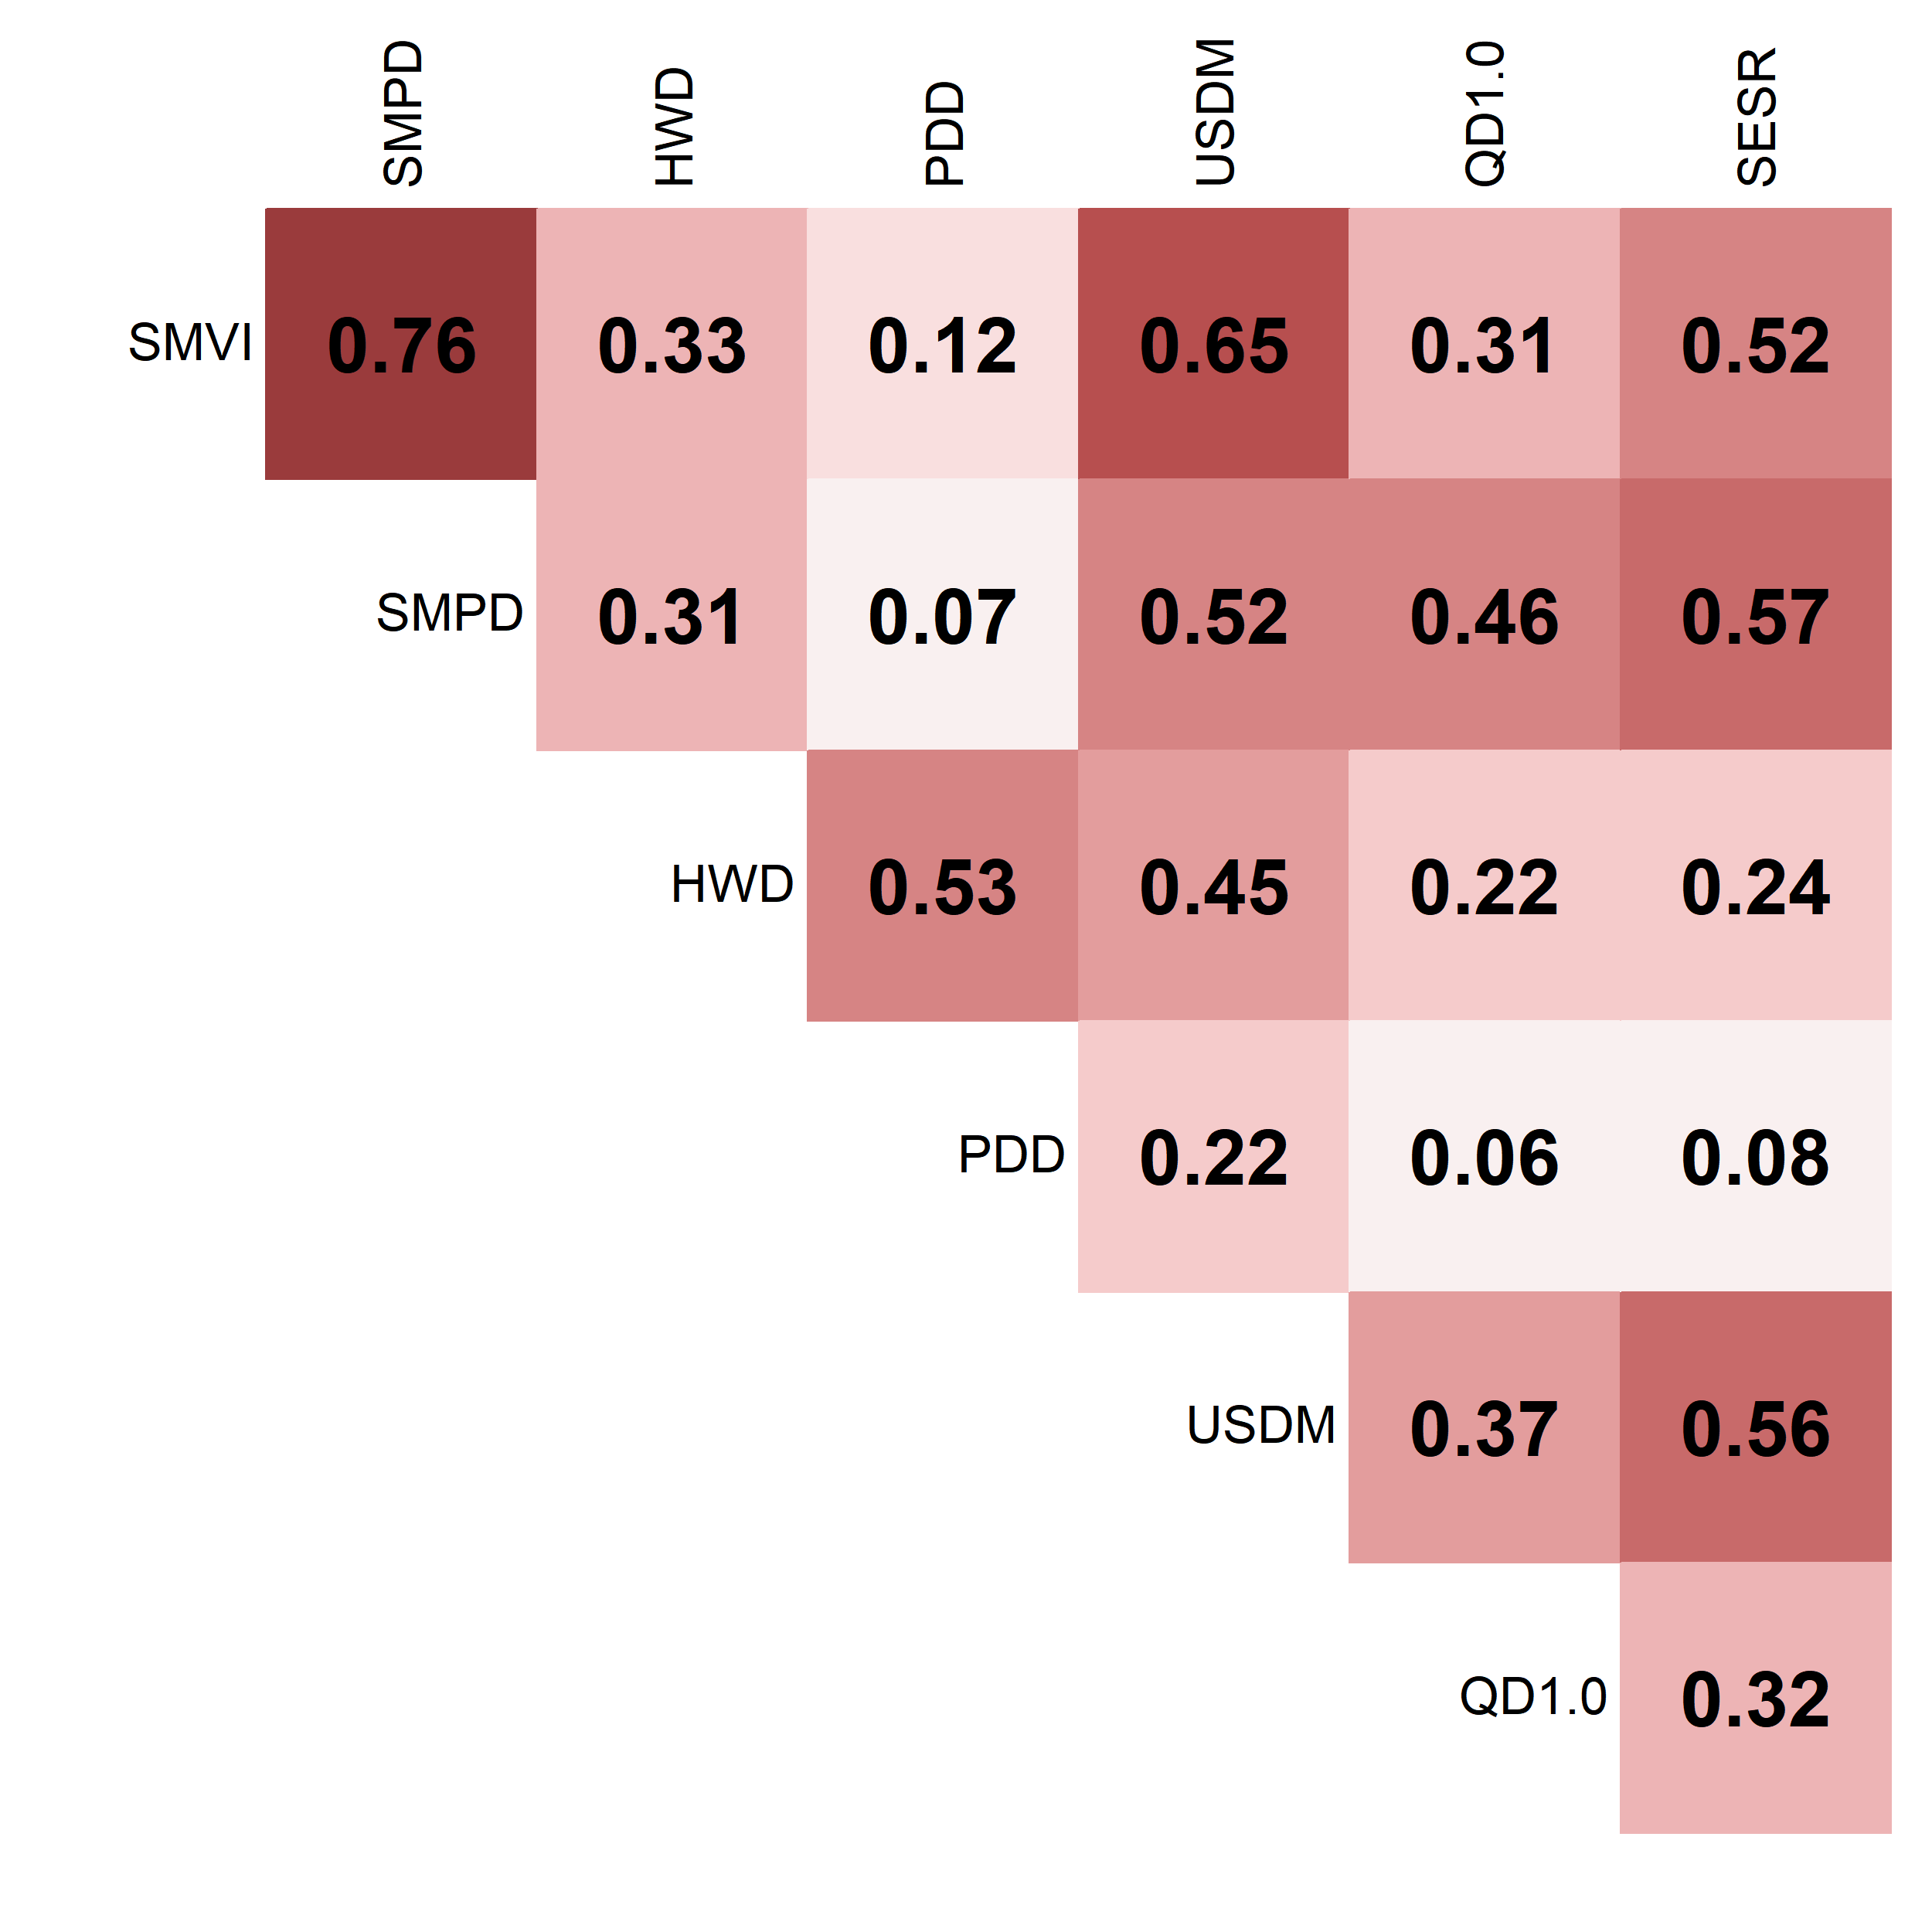 SMPD HWD PDD USDM QD1.0 SESR
SMVI 0.76 0.33 0.12 0.65 0.31 0.52
SMPD 0.31 0.07 0.52 0.46 0.57
HWD 0.53 0.45 0.22 0.24
PDD 0.22 0.06 0.08
USDM 0.37 0.56
QD1.0 0.32